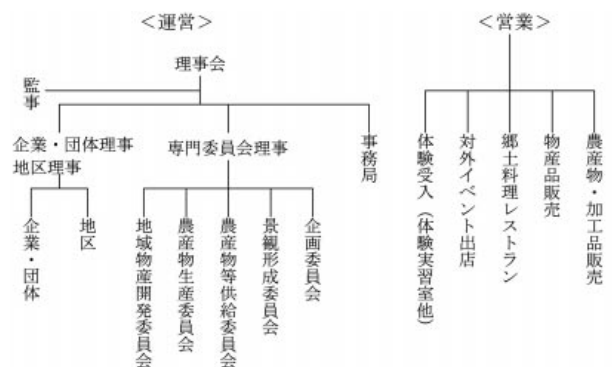 <運営>
理事会
監事
企業・団体理事
地区理事
専門委員会理事
事務局
企業・団体
地区
地域物産開発委員会
農産物生産委員会
農産物等供給委員会
景観形成委員会
企画委員会
<営業>
体験受入(体験実習室他)
対外イベント出店
郷土料理レストラン
物産品販売
農産物・加工品販売